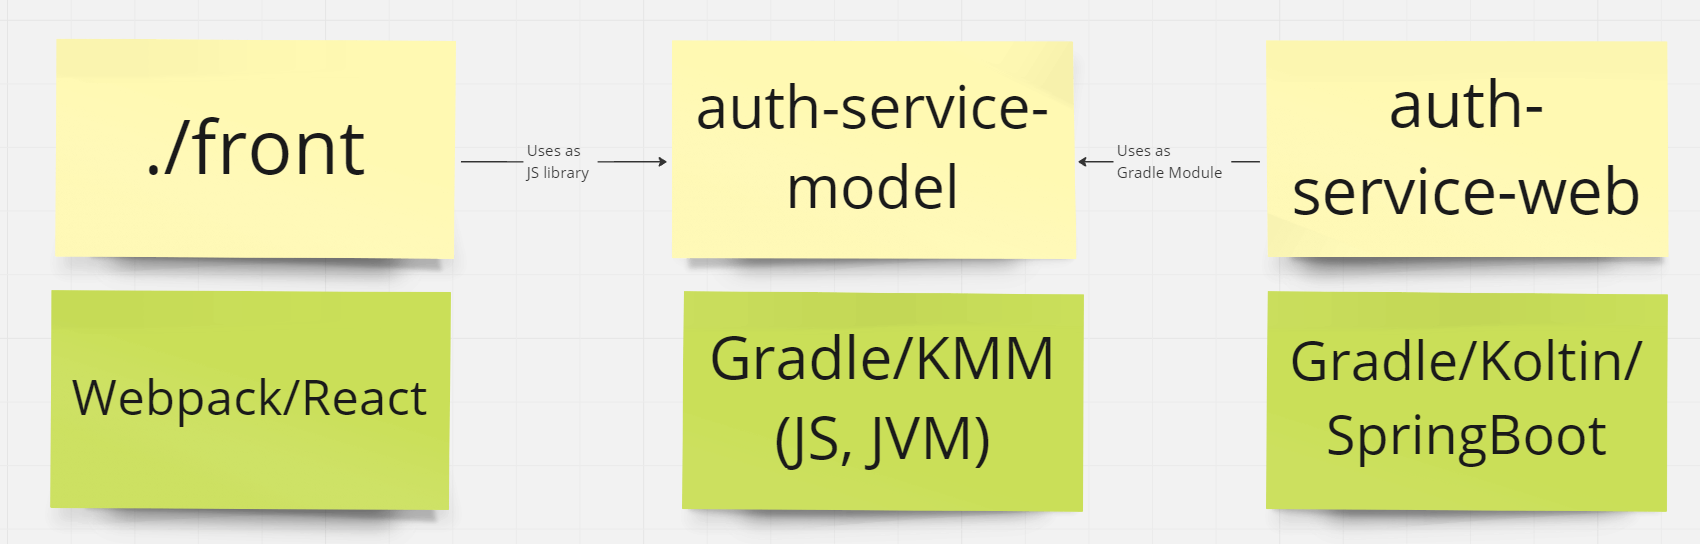 ./front
Uses as
JS library
auth-service-
model
Uses as
Gradle Module
auth-
service-web
Webpack/React
Gradle/KMM
(JS, JVM)
Gradle/Koltin/
SpringBoot